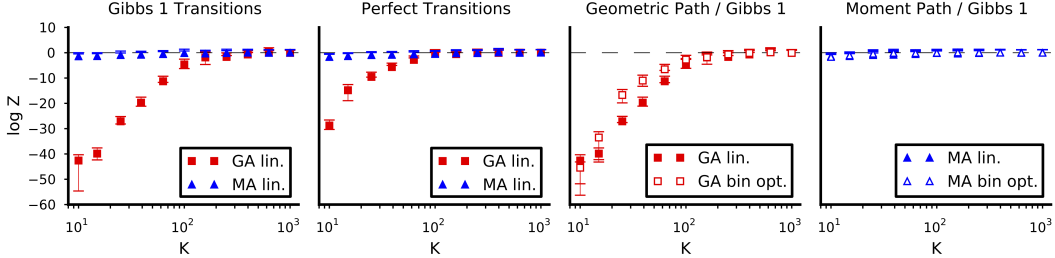 Gibbs 1 Transitions
Perfect Transitions
Geometric Path / Gibbs 1
Moment Path / Gibbs 1
10
0
−10
−20
−30
−40
−50
−60
log Z
GA lin.
MA lin.
GA lin.
MA lin.
GA lin.
GA bin opt.
MA lin.
MA bin opt.
10^1 10^2 10^3
10^1 10^2 10^3
10^1 10^2 10^3
10^1 10^2 10^3
K
K
K
K